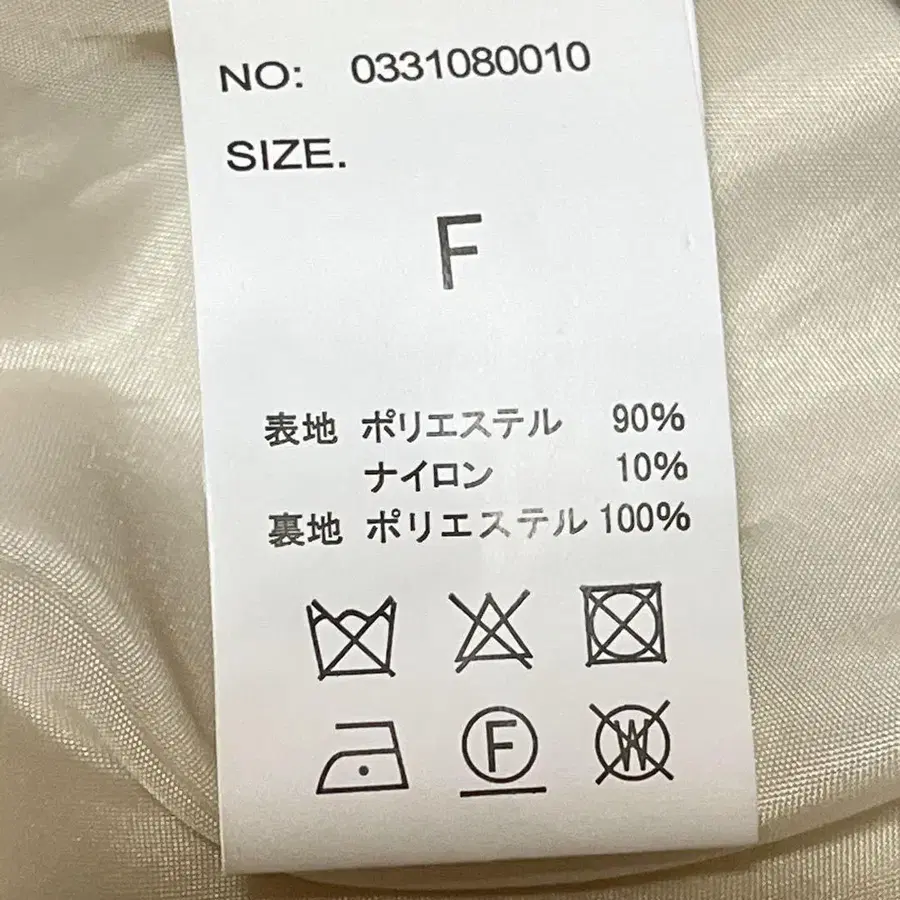 NO: 0331080010
SIZE.
F
表地 ポリエステル 90%
ナイロン 10%
裏地 ポリエステル 100%
F W